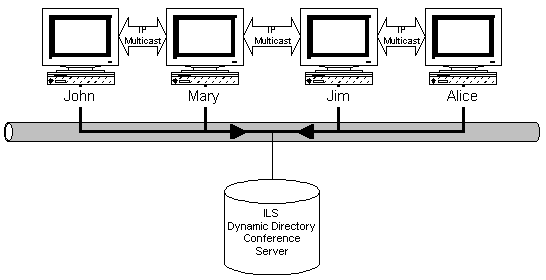 IP
Multicast
IP
Multicast
IP
Multicast
John
Mary
Jim
Alice
ILS
Dynamic Directory
Conference
Server